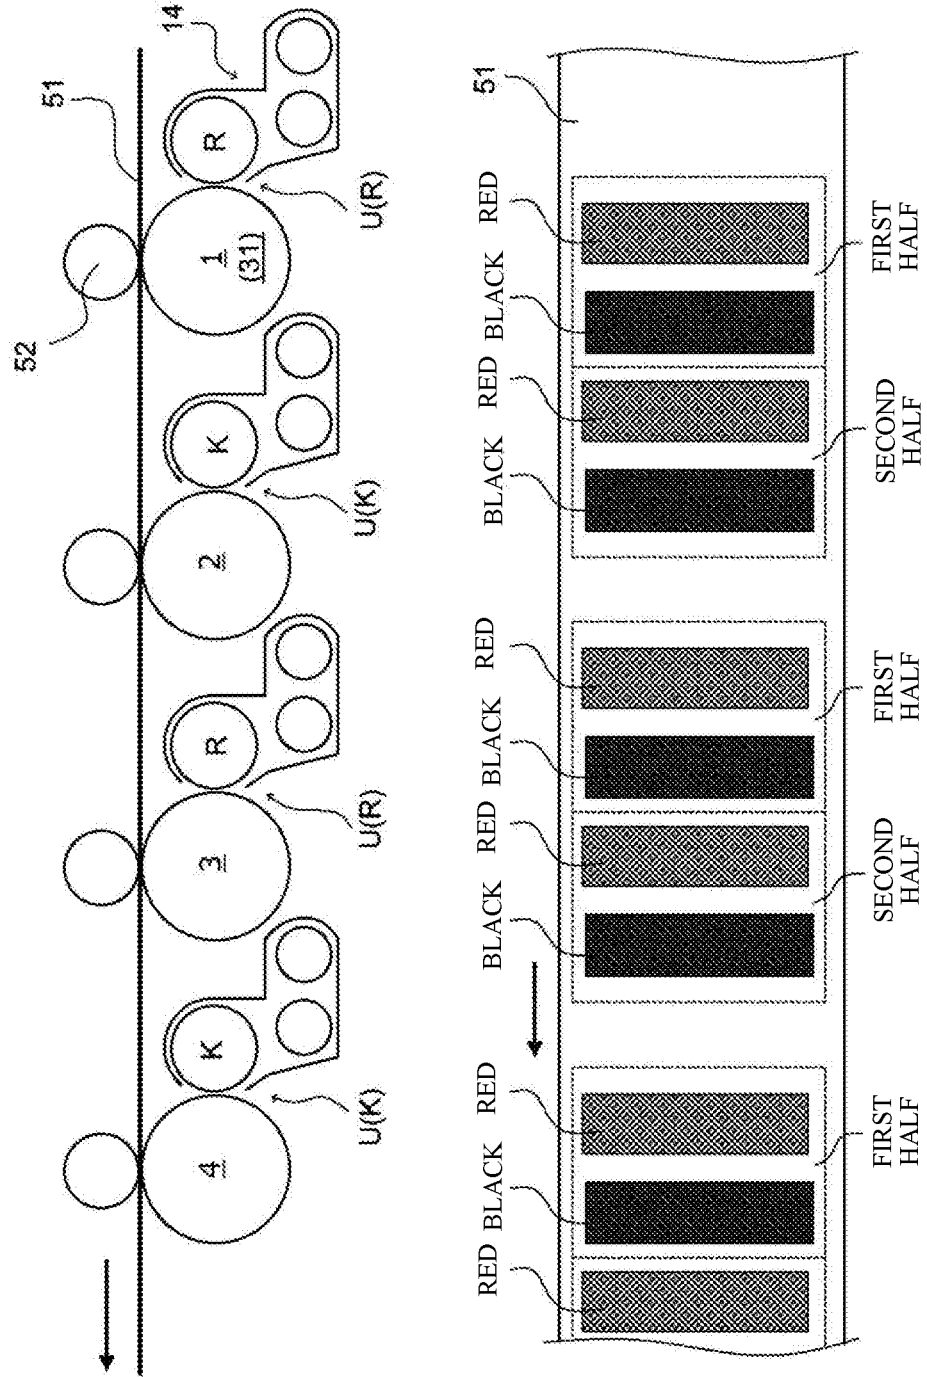 14
51
52
R
1
(31)
U(R)
K
2
U(K)
R
3
U(R)
K
4
U(K)
51
RED
BLACK
RED
BLACK
FIRST
HALF
SECOND
HALF
RED
BLACK
RED
BLACK
FIRST
HALF
SECOND
HALF
RED
BLACK
RED
FIRST
HALF